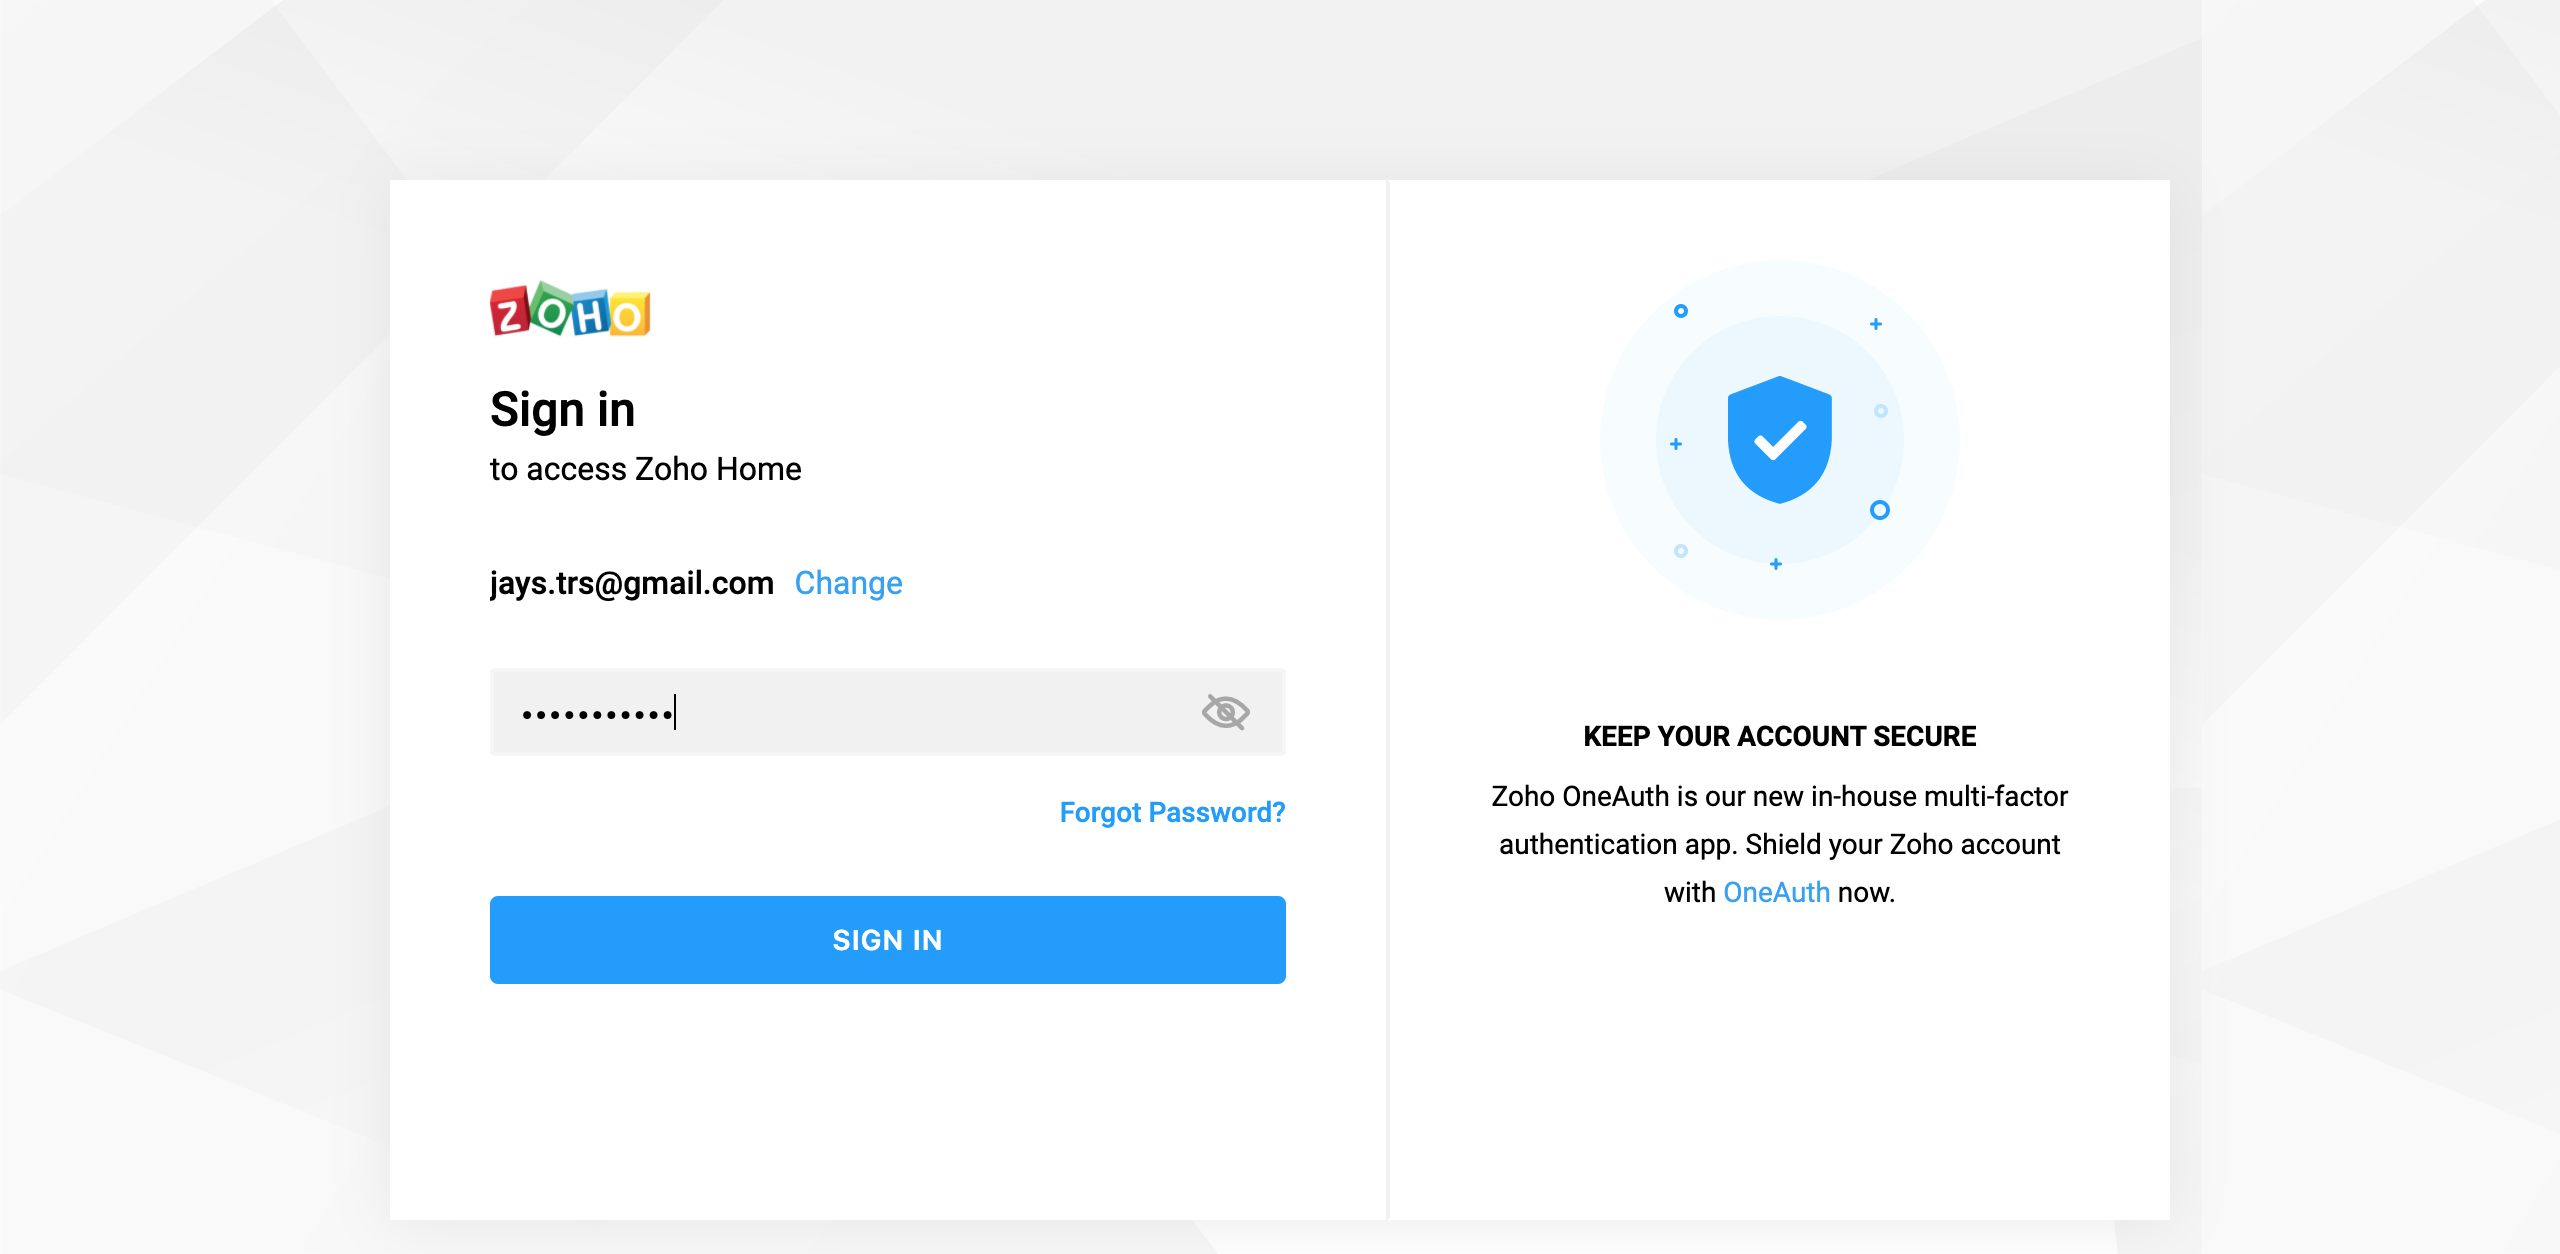 ZOHO
Sign in
to access Zoho Home
jays.trs@gmail.com Change
•••••••••••
Forgot Password?
SIGN IN
KEEP YOUR ACCOUNT SECURE
Zoho OneAuth is our new in-house multi-factor
authentication app. Shield your Zoho account
with OneAuth now.